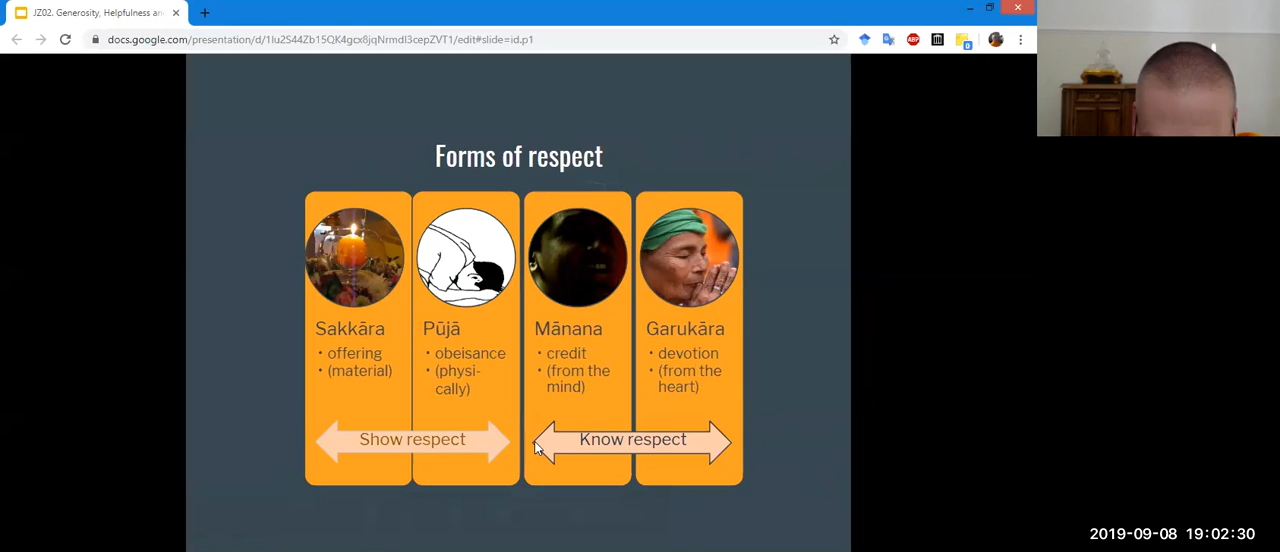 JZ02. Generosity, Helpfulness an
docs.google.com/presentation/d/1Iu2S44Zb15QK4gcx8jqNrmdI3cepZVT1/edit#slide=id.p1
ABP
Forms of respect
Sakkāra
• offering
• (material)
Pūjā
• obeisance
• (physi-
cally)
Mānana
• credit
• (from the
mind)
Garukāra
• devotion
• (from the
heart)
Show respect
Know respect
2019-09-08 19:02:30